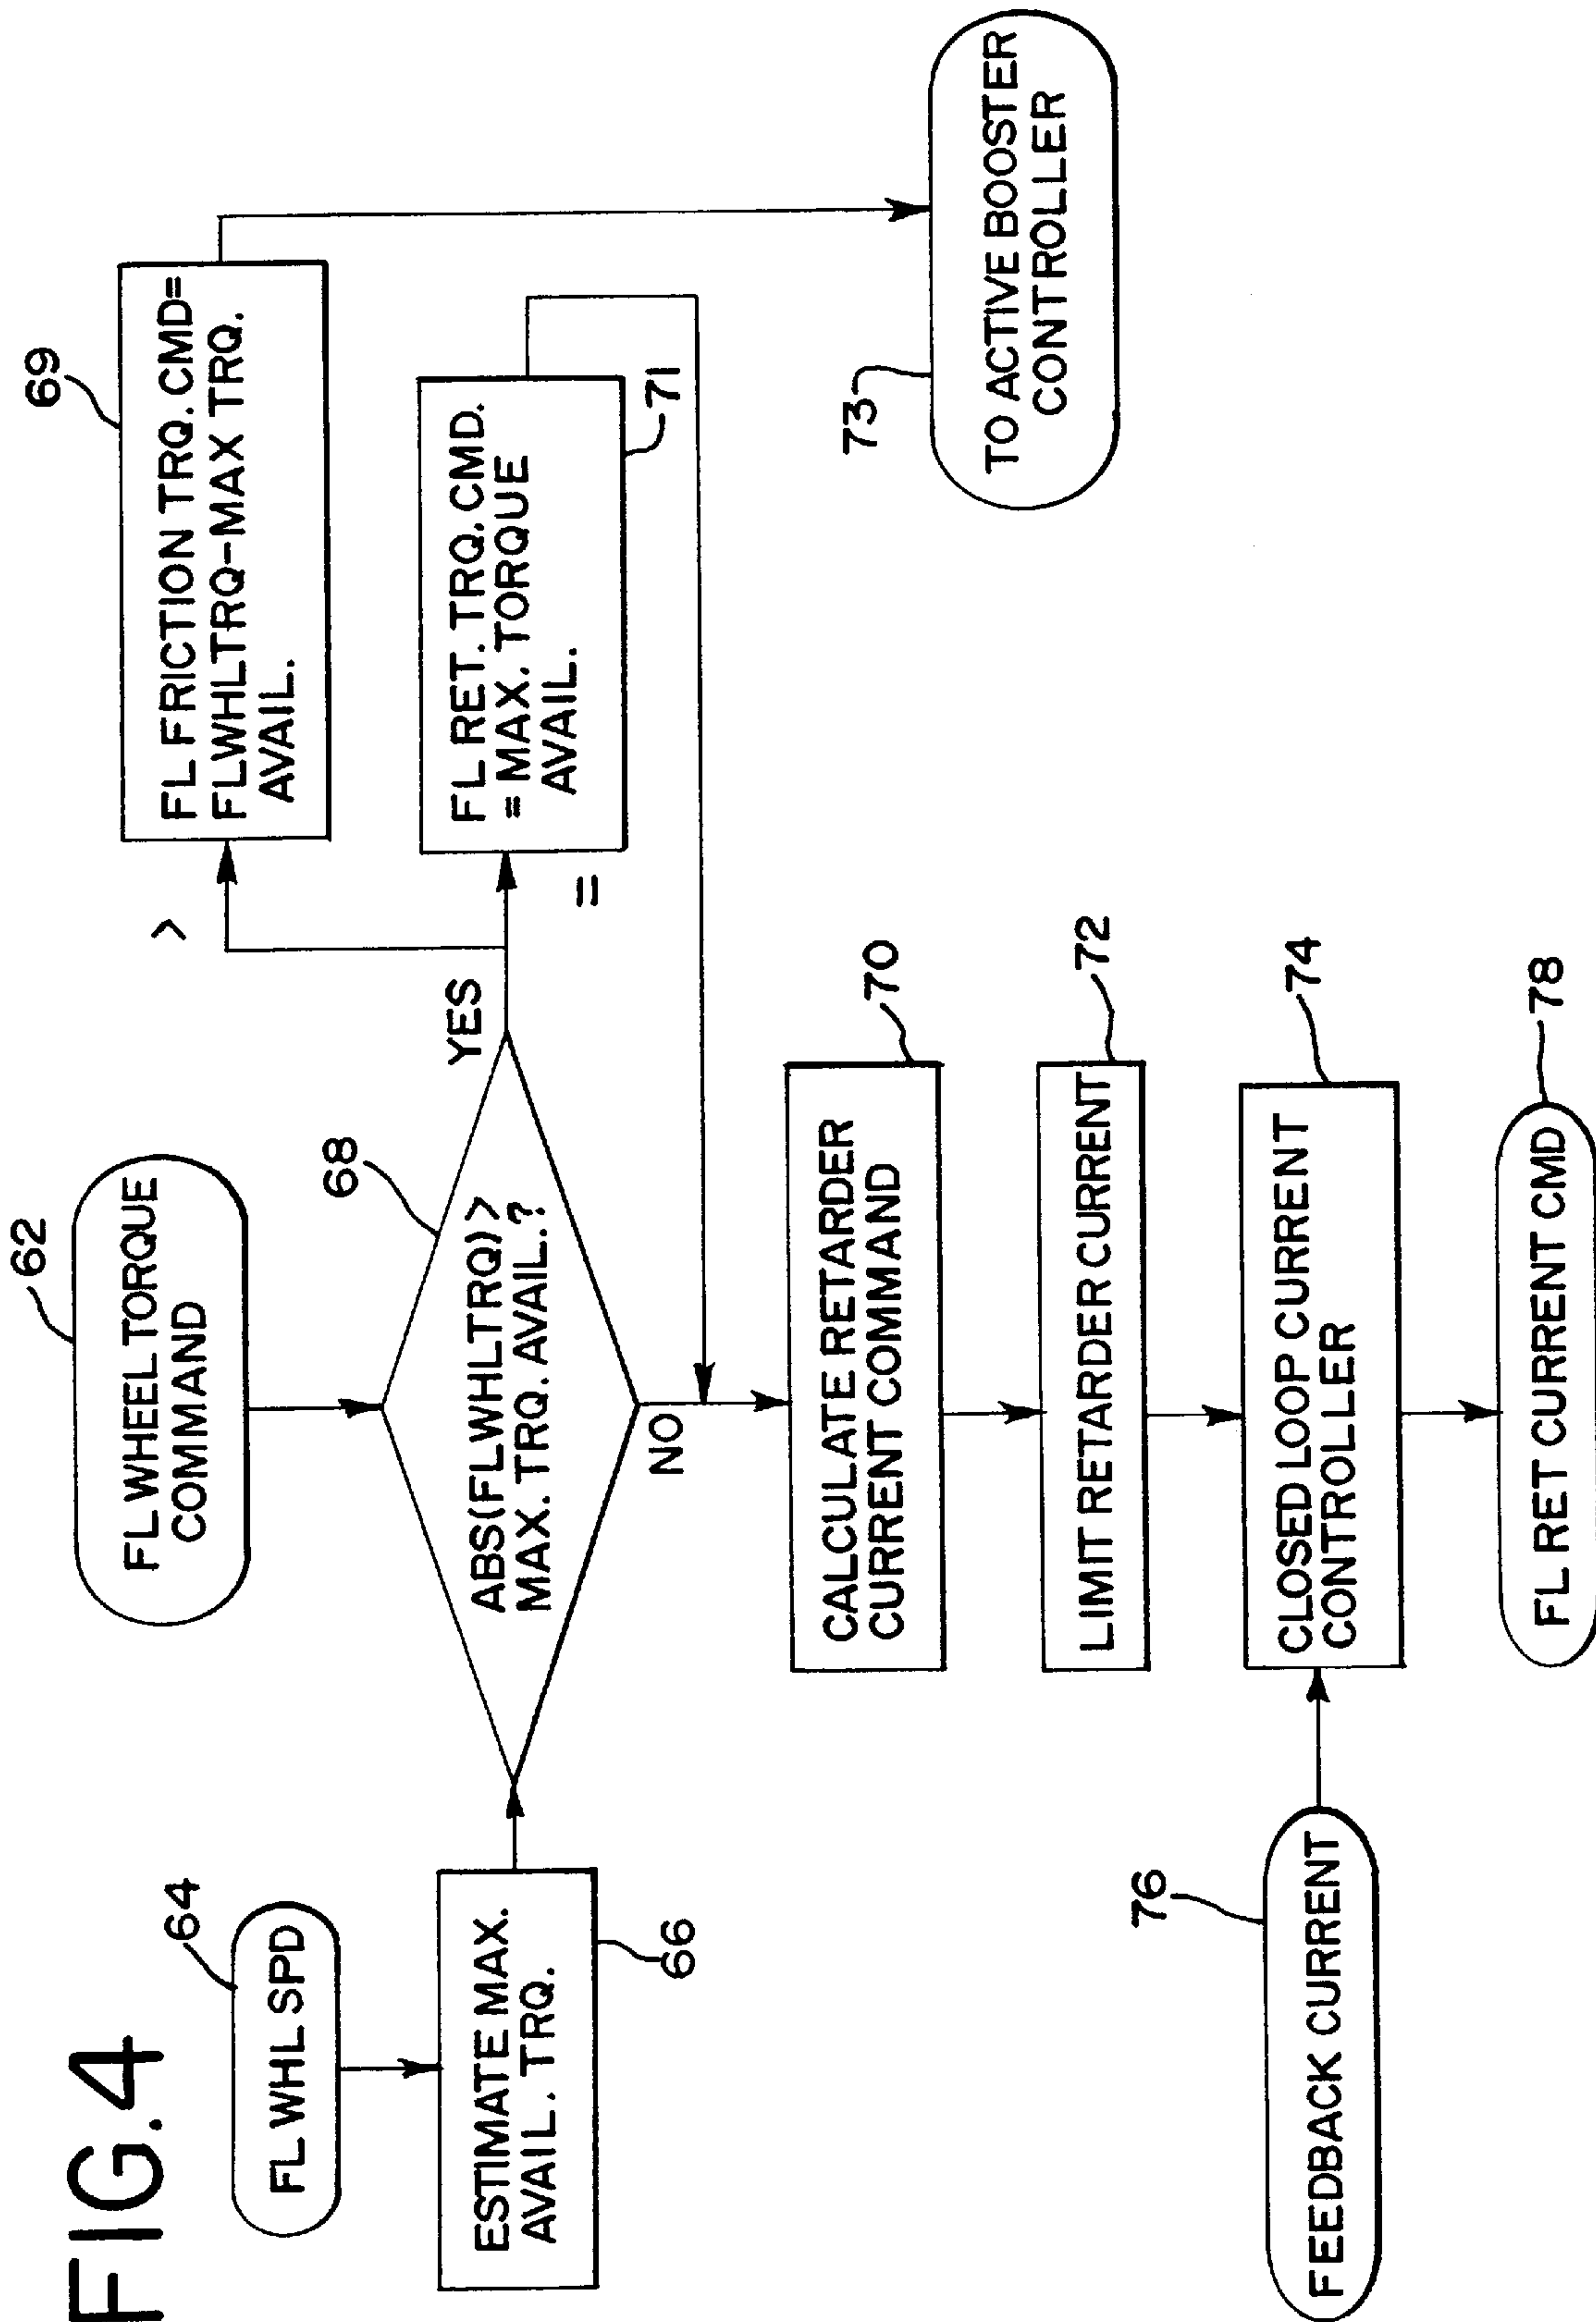 FIG.4
62
FL WHEEL TORQUE
COMMAND
64
FL WHL SPD
ESTIMATE MAX.
AVAIL. TRQ.
66
68
ABS(FLWHLTRQ)>
MAX. TRQ. AVAIL.?
YES
NO
>
=
69
FL FRICTION TRQ. CMD=
FLWHLTRQ-MAX TRQ.
AVAIL.
FL RET. TRQ. CMD.
= MAX. TORQUE
AVAIL.
71
73
TO ACTIVE BOOSTER
CONTROLLER
70
CALCULATE RETARDER
CURRENT COMMAND
72
LIMIT RETARDER CURRENT
74
CLOSED LOOP CURRENT
CONTROLLER
76
FEEDBACK CURRENT
78
FL RET CURRENT CMD